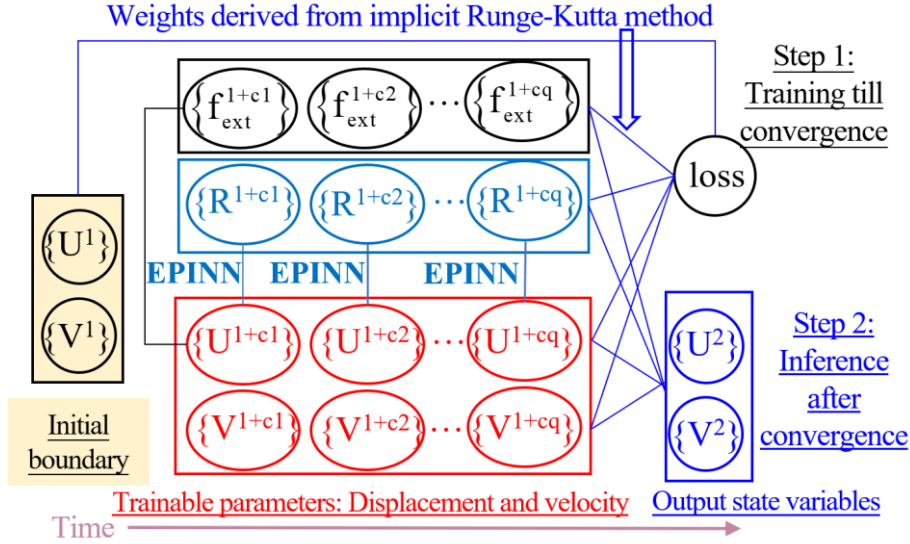 Weights derived from implicit Runge-Kutta method
Step 1:
Training till
convergence
{f_ext^{1+c1}} {f_ext^{1+c2}} ··· {f_ext^{1+cq}}
loss
{R^{1+c1}} {R^{1+c2}} ··· {R^{1+cq}}
{U^1}
{V^1}
EPINN EPINN EPINN
{U^{1+c1}} {U^{1+c2}} ··· {U^{1+cq}}
{V^{1+c1}} {V^{1+c2}} ··· {V^{1+cq}}
{U^2}
{V^2}
Step 2:
Inference
after
convergence
Initial
boundary
Trainable parameters: Displacement and velocity
Output state variables
Time